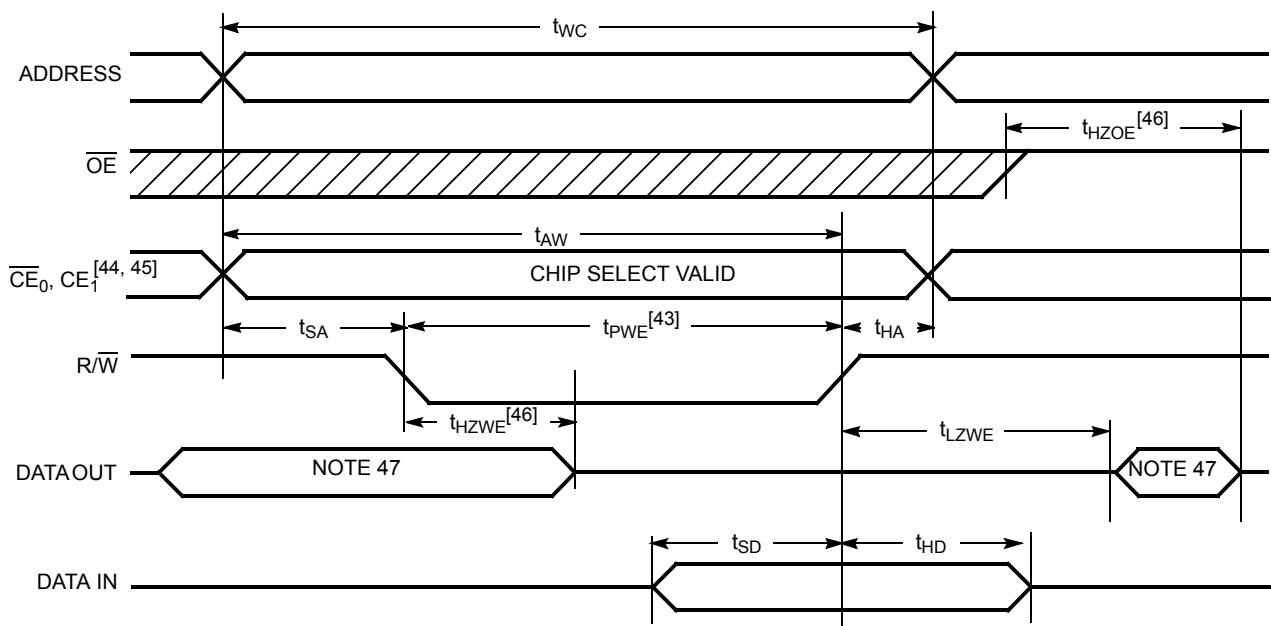 tWC
ADDRESS
tHZOE[46]
OE
tAW
CE0, CE1[44, 45]
CHIP SELECT VALID
tSA
tPWE[43]
tHA
R/W
tHZWE[46]
tLZWE
DATA OUT
NOTE 47
NOTE 47
tSD
tHD
DATA IN